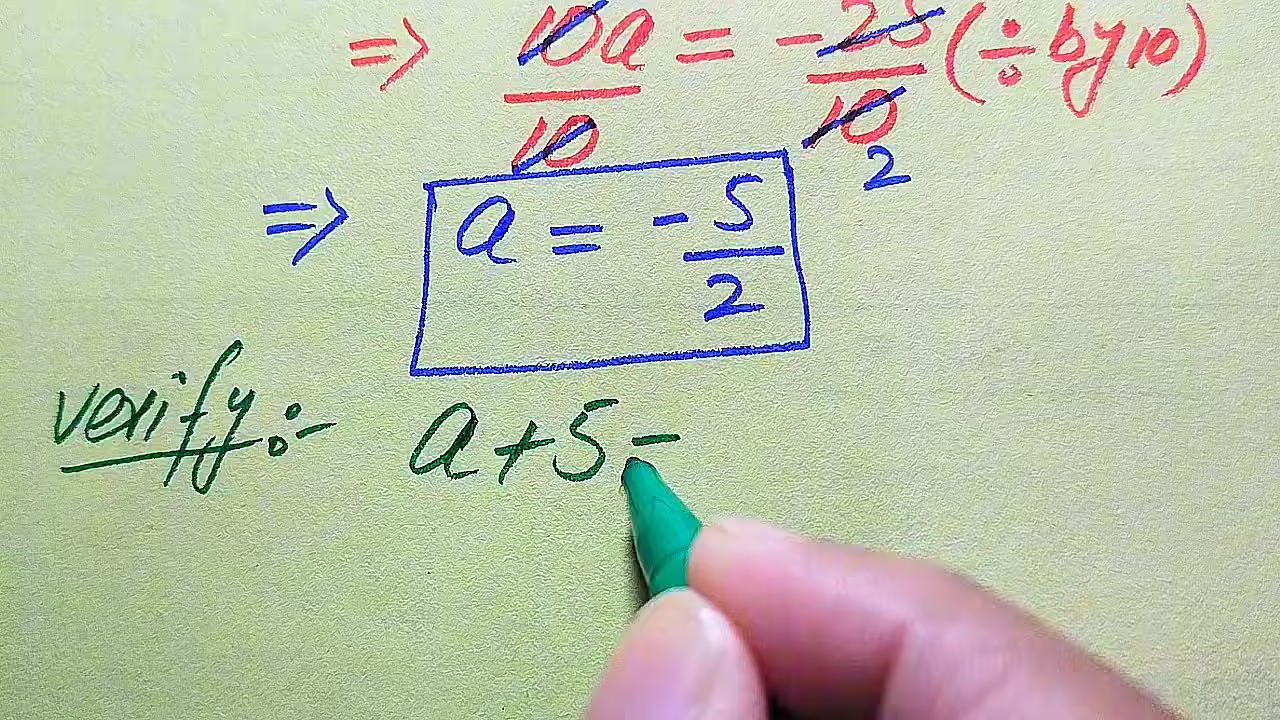 => 10a/10 = -25/10 (÷ by 10)
2
=> a = -5/2
Verify:- a+5=